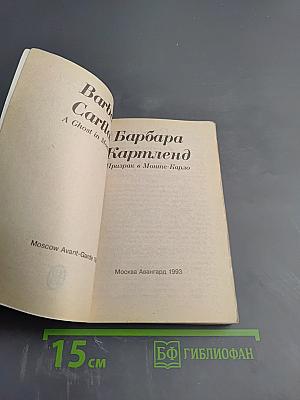 Barb
Cartl
A Ghost in M
Moscow Avant-Garde
Барбара
Картленд
Призрак в Монте-Карло
Москва Авангард 1993
15 см
БФ БИБЛИОФАН